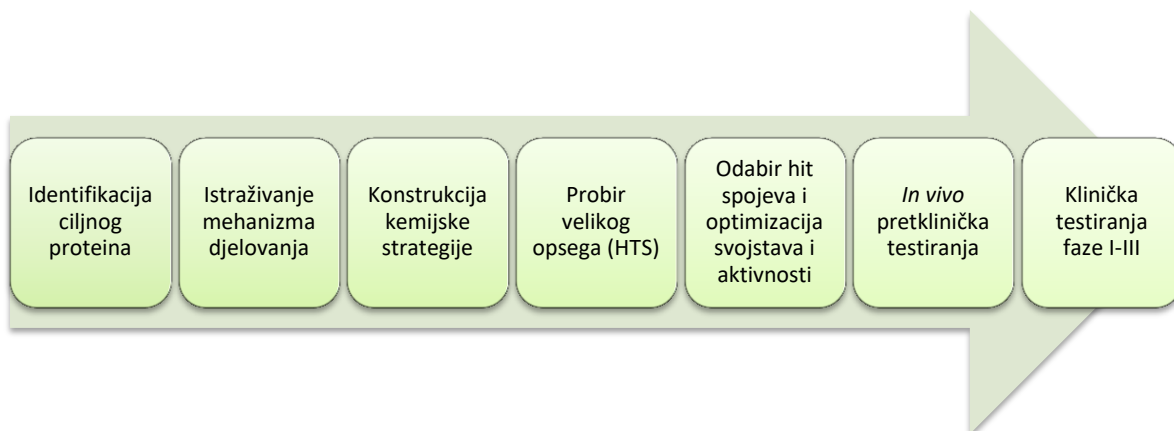 Identifikacija
ciljnog
proteina
Istraživanje
mehanizma
djelovanja
Konstrukcija
kemijske
strategije
Probir
velikog
opsega (HTS)
Odabir hit
spojeva i
optimizacija
svojstava i
aktivnosti
In vivo
pretklinička
testiranja
Klinička
testiranja
faze I-III